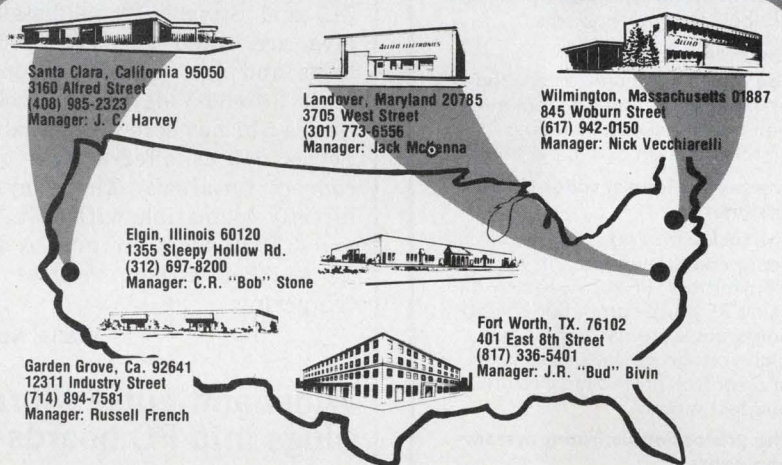 Santa Clara, California 95050
3160 Alfred Street
(408) 985-2323
Manager: J. C. Harvey
ALLIED ELECTRONICS
Landover, Maryland 20785
3705 West Street
(301) 773-6556
Manager: Jack McKenna
ALLIED
Wilmington, Massachusetts 01887
845 Woburn Street
(617) 942-0150
Manager: Nick Vecchiarelli
Elgin, Illinois 60120
1355 Sleepy Hollow Rd.
(312) 697-8200
Manager: C.R. "Bob" Stone
Garden Grove, Ca. 92641
12311 Industry Street
(714) 894-7581
Manager: Russell French
Fort Worth, TX. 76102
401 East 8th Street
(817) 336-5401
Manager: J.R. "Bud" Bivin